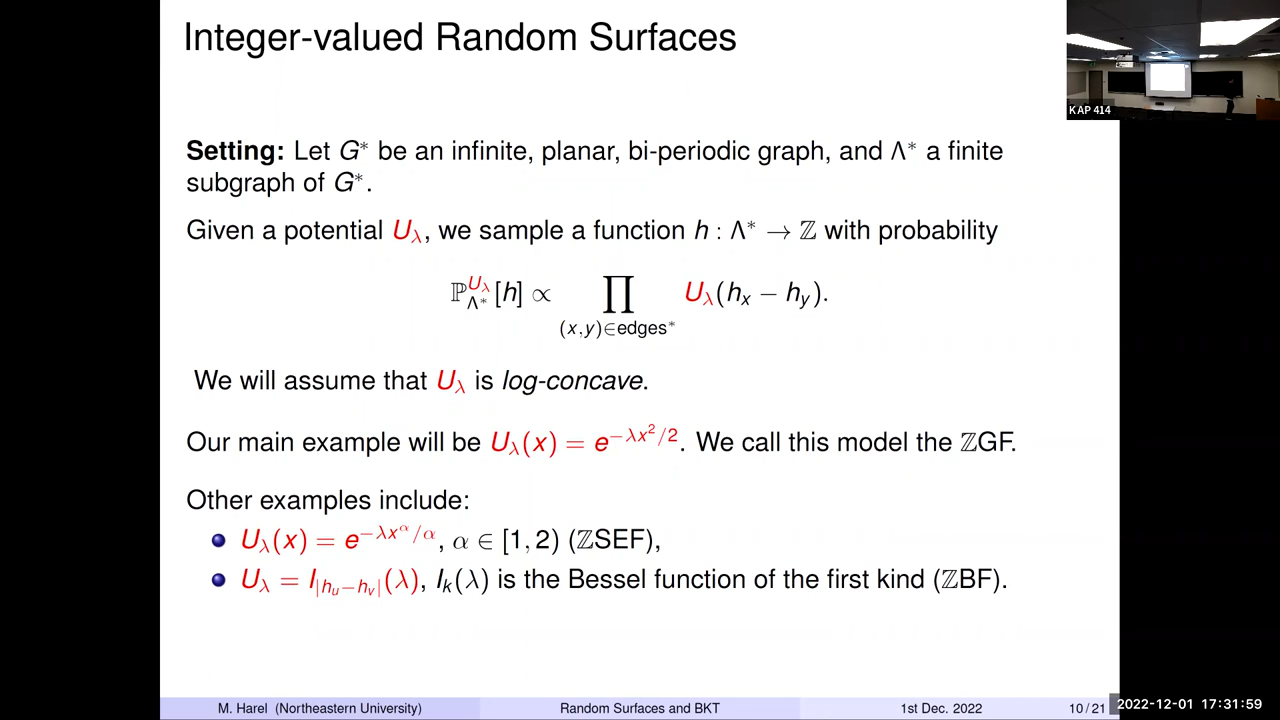 Integer-valued Random Surfaces
KAP 414
Setting: Let G* be an infinite, planar, bi-periodic graph, and Λ* a finite
subgraph of G*.
Given a potential U_λ, we sample a function h : Λ* → ℤ with probability
ℙ^{U_λ}_{Λ*}[h] ∝ ∏_{(x,y)∈edges*} U_λ(h_x − h_y).
We will assume that U_λ is log-concave.
Our main example will be U_λ(x) = e^{−λx²/2}. We call this model the ℤGF.
Other examples include:
U_λ(x) = e^{−λx^α/α}, α ∈ [1, 2) (ℤSEF),
U_λ = I_{|h_u−h_v|}(λ), I_k(λ) is the Bessel function of the first kind (ℤBF).
M. Harel (Northeastern University) Random Surfaces and BKT 1st Dec. 2022 10 / 21
2022-12-01 17:31:59